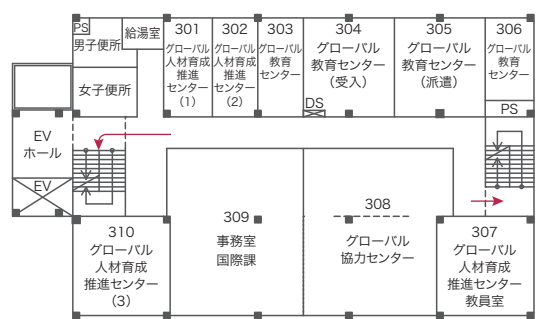 PS
男子便所
給湯室
女子便所
301
グローバル
人材育成
推進
センター
(1)
302
グローバル
人材育成
推進
センター
(2)
303
グローバル
教育
センター
304
グローバル
教育センター
(受入)
305
グローバル
教育センター
(派遣)
306
グローバル
教育
センター
DS
PS
EV
ホール
EV
310
グローバル
人材育成
推進センター
(3)
309
事務室
国際課
308
グローバル
協力センター
307
グローバル
人材育成
推進センター
教員室